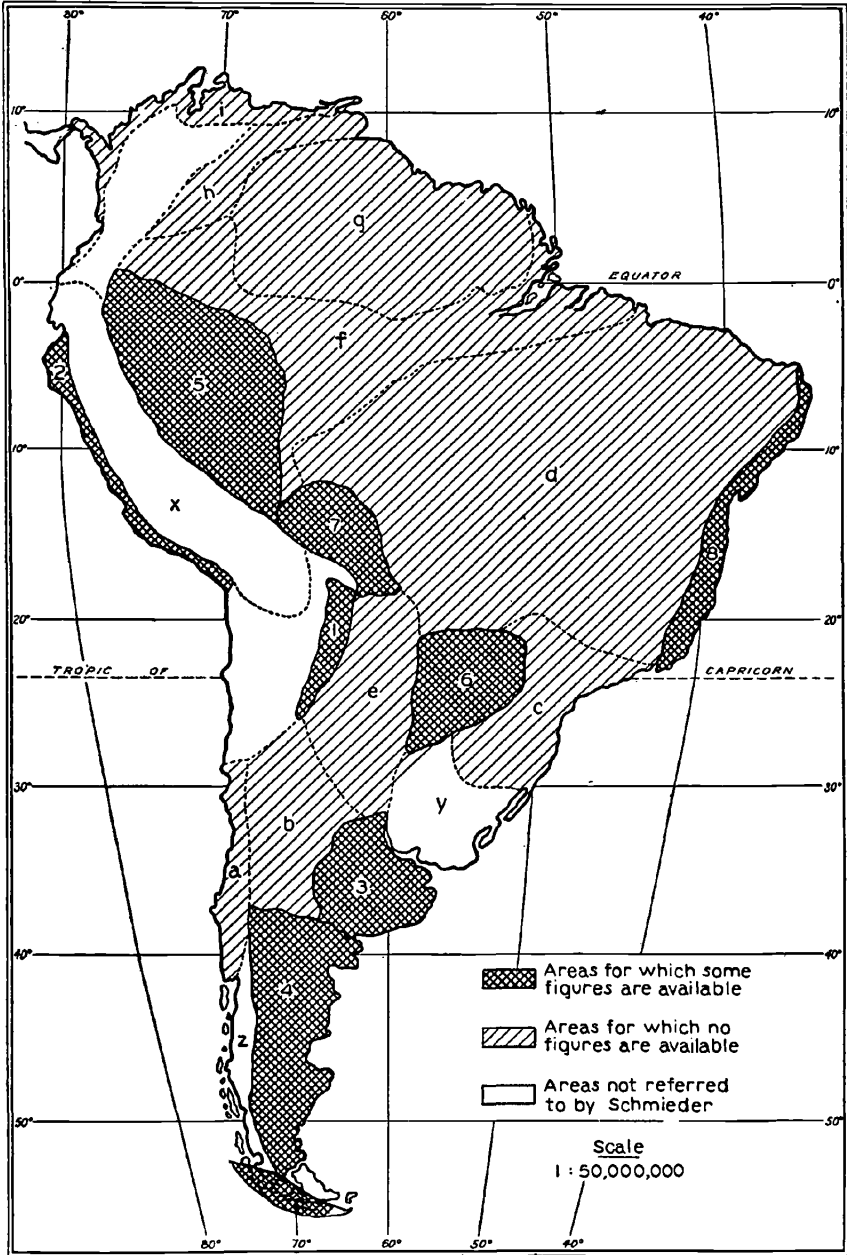 80° 70° 60° 50° 40°
10° 10°
i
h
g
EQUATOR
0° 0°
f
2 5
10° 10°
d
x
7
8
1
20° 20°
TROPIC OF CAPRICORN
6
e
c
30° 30°
y
b
a
3
40° 40°
Areas for which some
figures are available
4
Areas for which no
figures are available
z
Areas not referred
to by Schmieder
50° 50°
Scale
1 : 50,000,000
80° 70° 60° 50° 40°